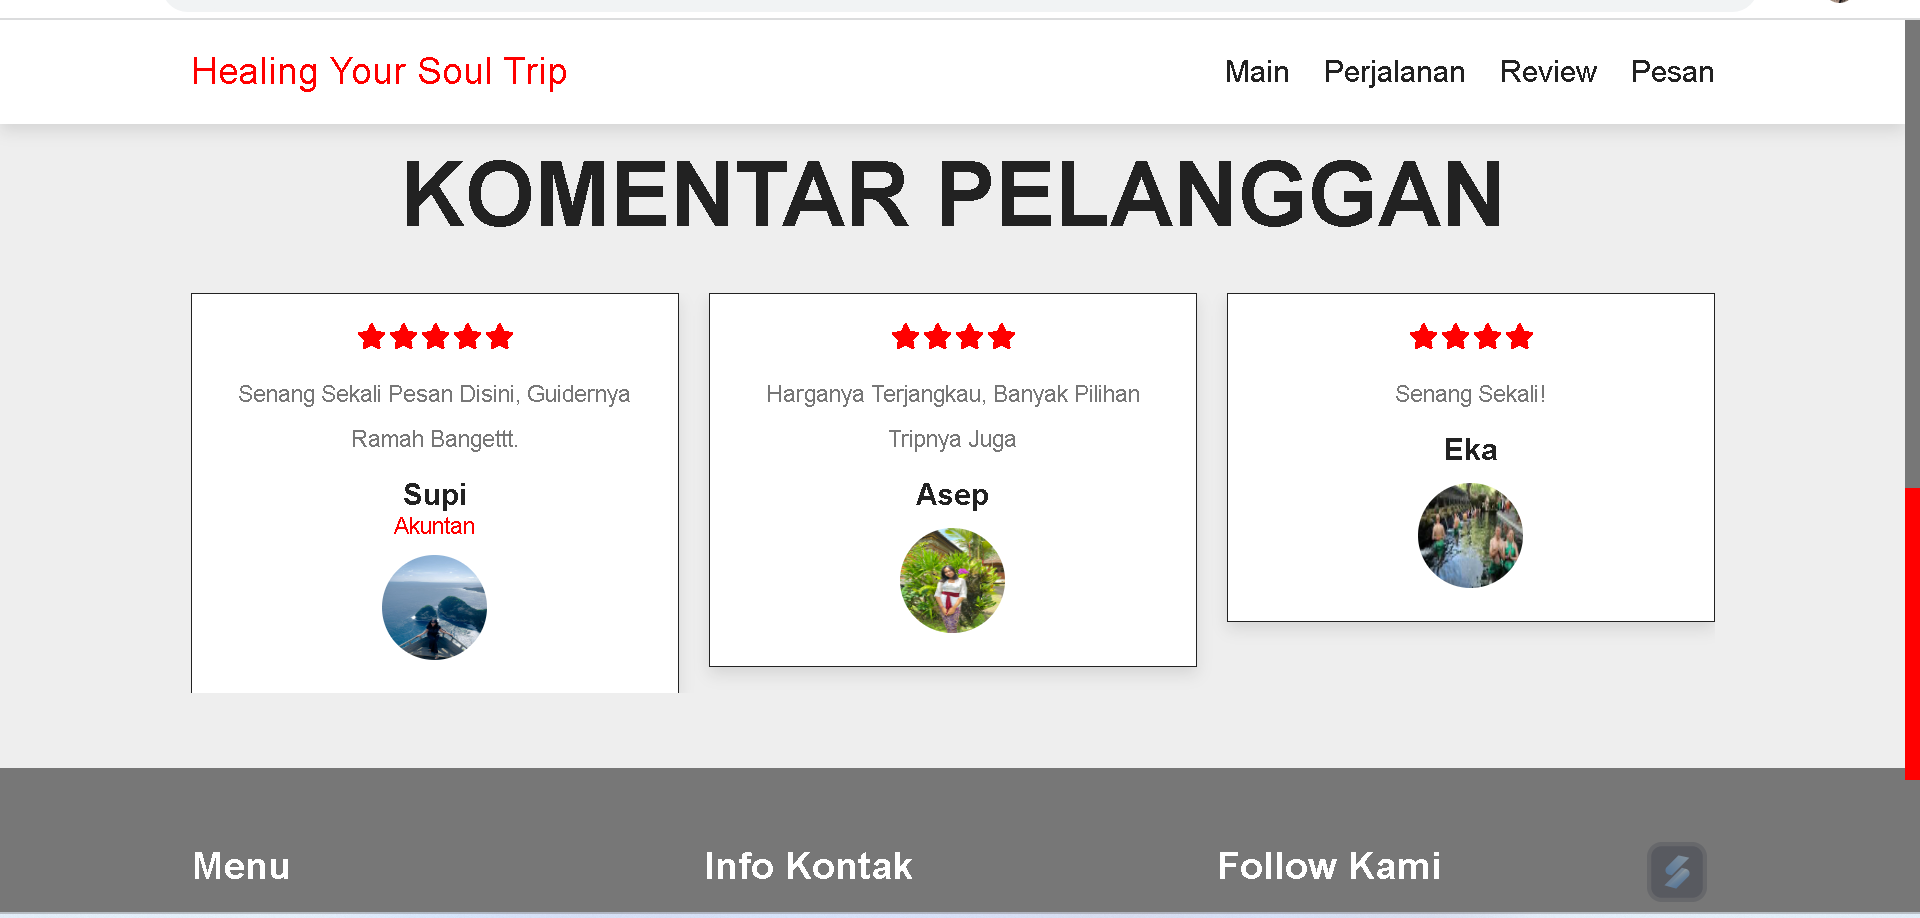 Healing Your Soul Trip
Main Perjalanan Review Pesan
KOMENTAR PELANGGAN
Senang Sekali Pesan Disini, Guidernya
Ramah Bangettt.
Supi
Akuntan
Harganya Terjangkau, Banyak Pilihan
Tripnya Juga
Asep
Senang Sekali!
Eka
Menu
Info Kontak
Follow Kami